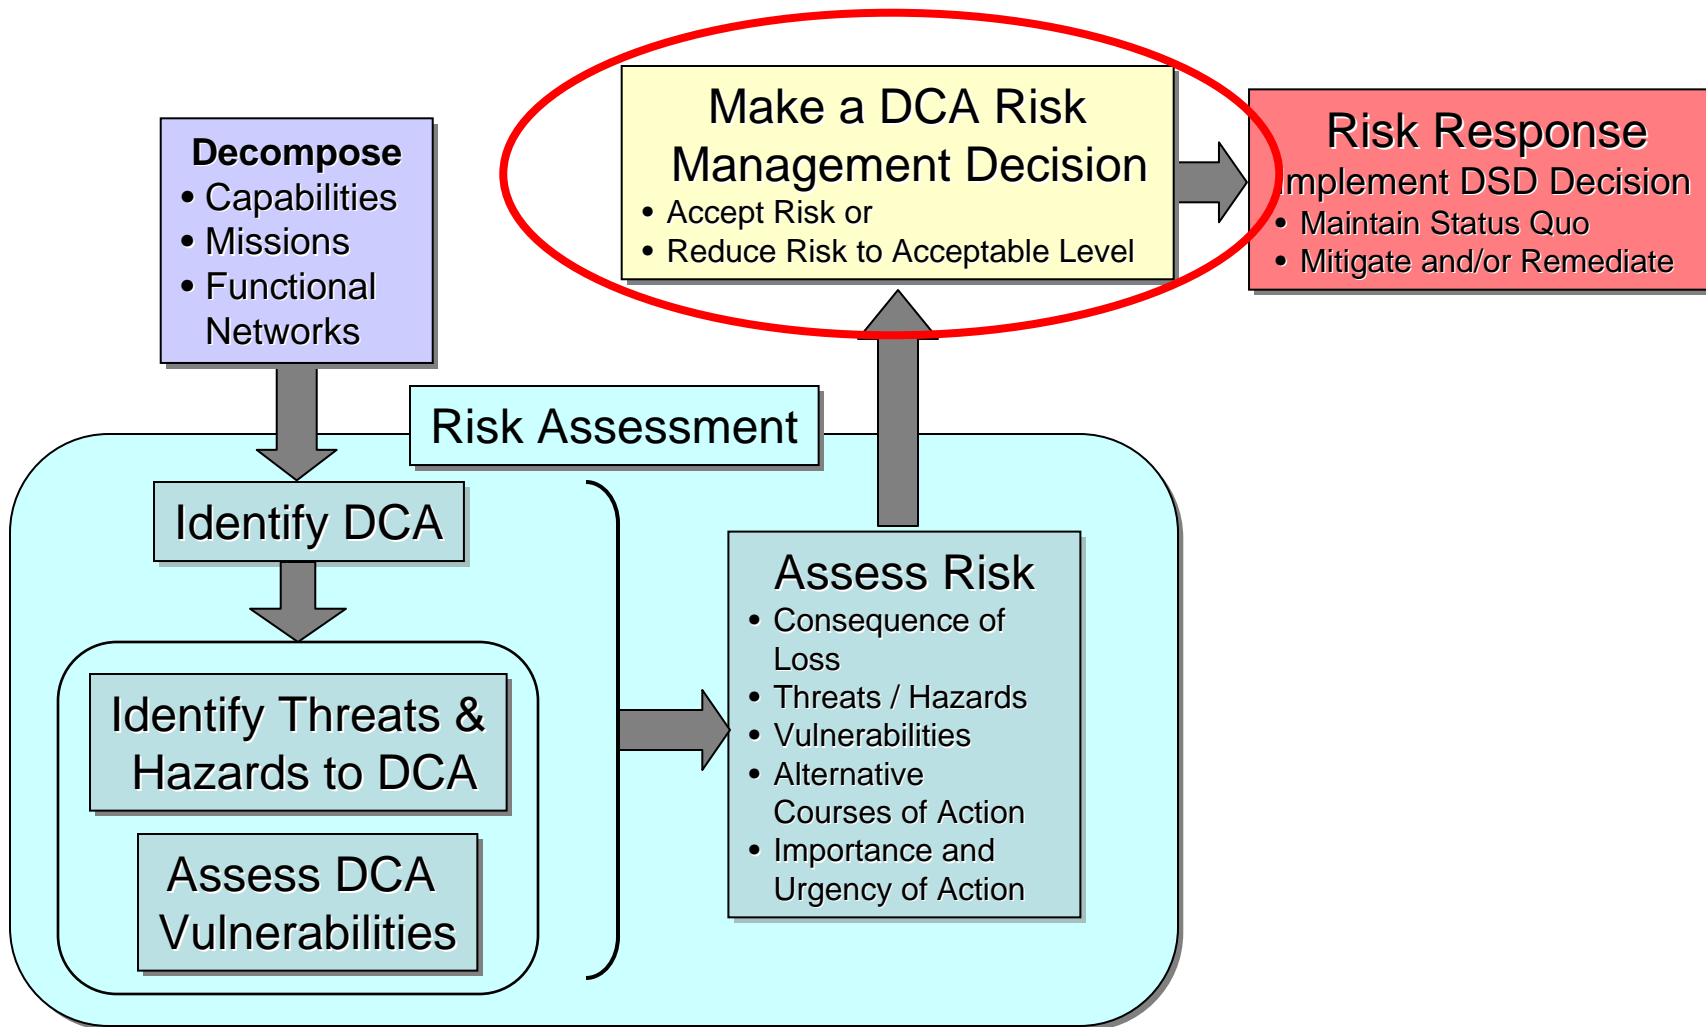 Make a DCA Risk
Management Decision
• Accept Risk or
• Reduce Risk to Acceptable Level
Risk Response
Implement DSD Decision
• Maintain Status Quo
• Mitigate and/or Remediate
Decompose
• Capabilities
• Missions
• Functional
Networks
Risk Assessment
Identify DCA
Identify Threats &
Hazards to DCA
Assess DCA
Vulnerabilities
Assess Risk
• Consequence of
Loss
• Threats / Hazards
• Vulnerabilities
• Alternative
Courses of Action
• Importance and
Urgency of Action